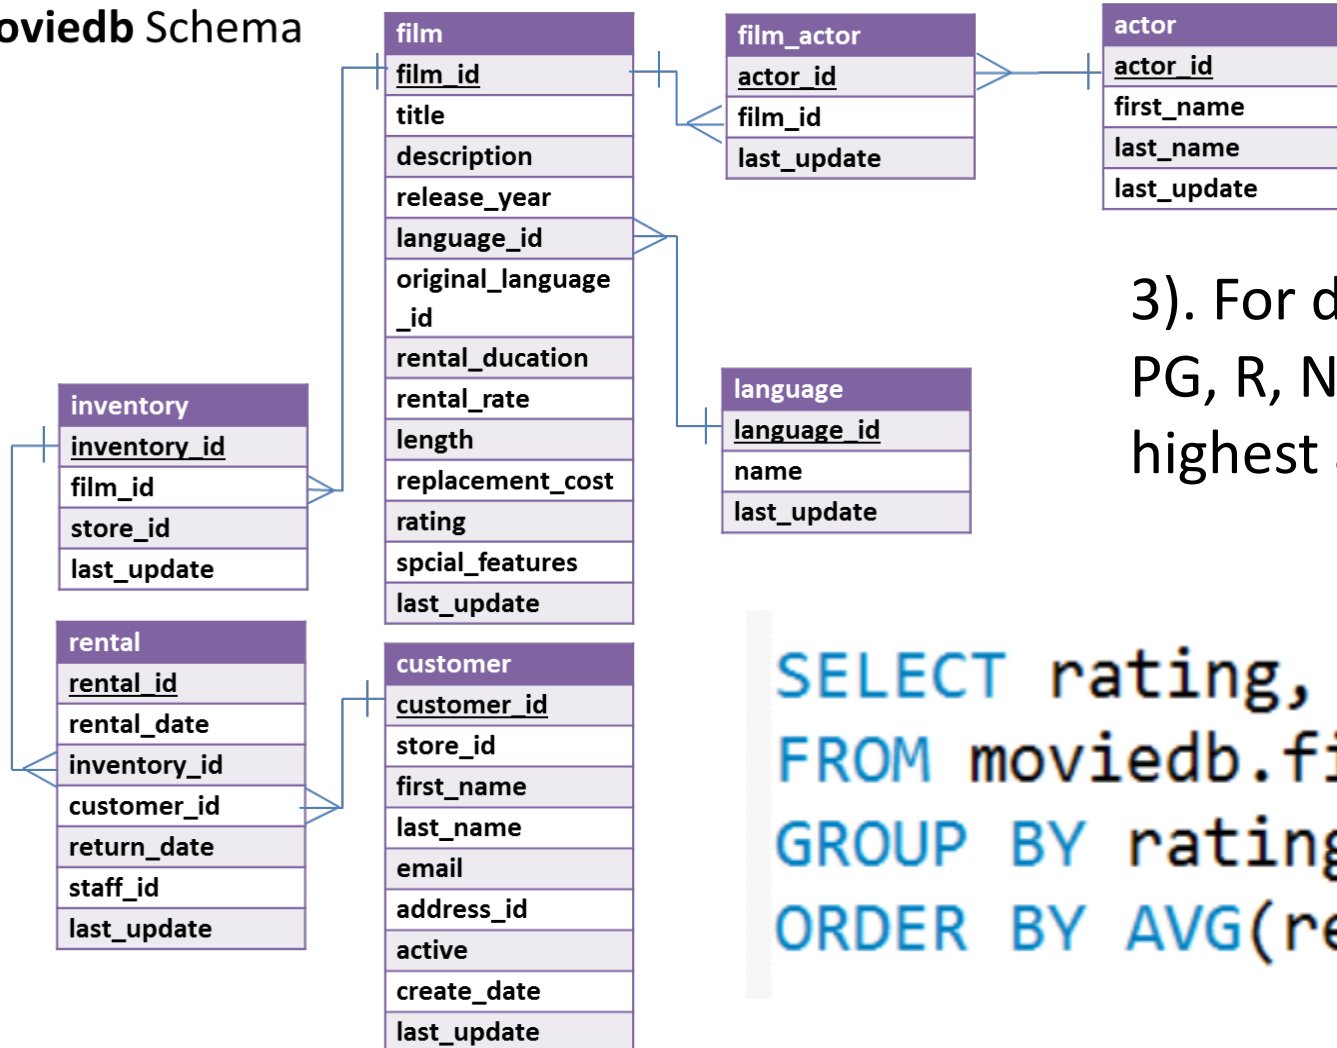 oviedb Schema
film
film_id
title
description
release_year
language_id
original_language
_id
rental_ducation
rental_rate
length
replacement_cost
rating
spcial_features
last_update
film_actor
actor_id
film_id
last_update
actor
actor_id
first_name
last_name
last_update
language
language_id
name
last_update
inventory
inventory_id
film_id
store_id
last_update
rental
rental_id
rental_date
inventory_id
customer_id
return_date
staff_id
last_update
customer
customer_id
store_id
first_name
last_name
email
address_id
active
create_date
last_update
3). For d
PG, R, N
highest
SELECT rating,
FROM moviedb.fi
GROUP BY rating
ORDER BY AVG(re